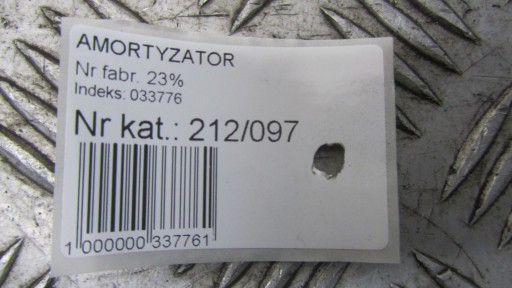 AMORTYZATOR
Nr fabr. 23%
Indeks: 033776
Nr kat.: 212/097
1 000000 337761